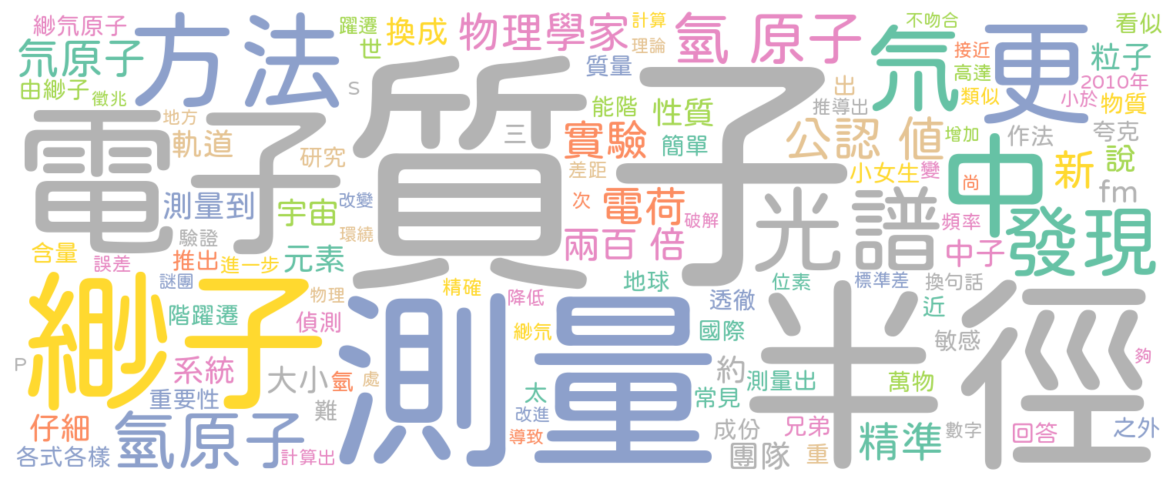 緲氘原子
氘原子
由緲子
徵兆
方法
地方
軌道
研究
電子
躍遷
世
換成
物理學家
計算
理論
質量
S
能階
性質
簡單
三
實驗
差距
次
電荷
破解
兩百 倍
氫 原子
質子
出
推導出
公認 值
小女生
變
氘
更
不吻合
接近
高達
類似
增加
看似
粒子
2010年
小於
物質
作法
夸克
中
尚
新
說
fm
頻率
中子
發現
光譜
測量到
宇宙
改變
環繞
驗證
推出
進一步
元素
含量
誤差
謎團
物理
緲子
階躍遷
偵測
精確
降低
緲氘
地球
透徹
國際
位素
標準差
換句話
近
敏感
夠
P
系統
大小
氫
處
重要性
難
仔細
各式各樣
氫原子
計算出
測量
太
改進
導致
常見
約
測量出
成份
團隊
兄弟
重
萬物
精準
數字
半徑
回答
之外